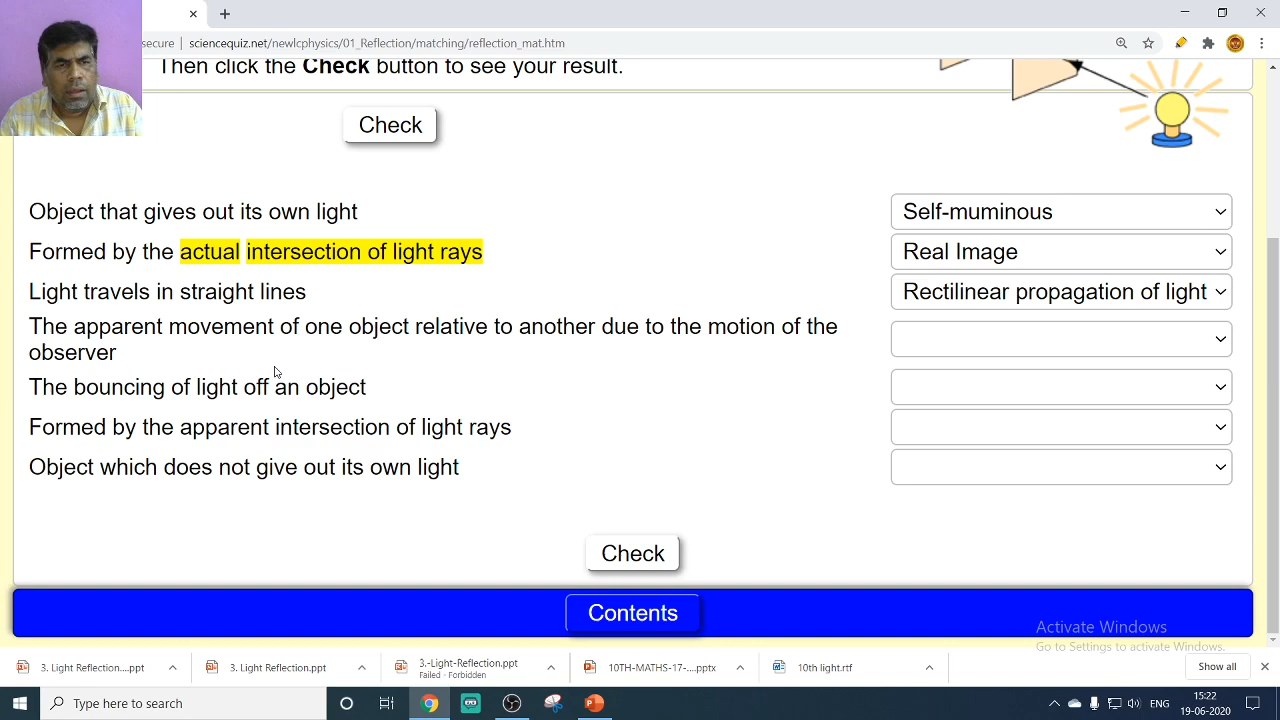 secure | sciencequiz.net/newlcphysics/01_Reflection/matching/reflection_mat.htm
Then click the Check button to see your result.
Check
Object that gives out its own light
Self-muminous
Formed by the actual intersection of light rays
Real Image
Light travels in straight lines
Rectilinear propagation of light
The apparent movement of one object relative to another due to the motion of the
observer
The bouncing of light off an object
Formed by the apparent intersection of light rays
Object which does not give out its own light
Check
Contents
Activate Windows
Go to Settings to activate Windows.
3. Light Reflection....ppt
3. Light Reflection.ppt
3.-Light-Reflection.ppt
Failed - Forbidden
10TH-MATHS-17-....pptx
10th light.rtf
Show all
Type here to search
ENG
15:22
19-06-2020